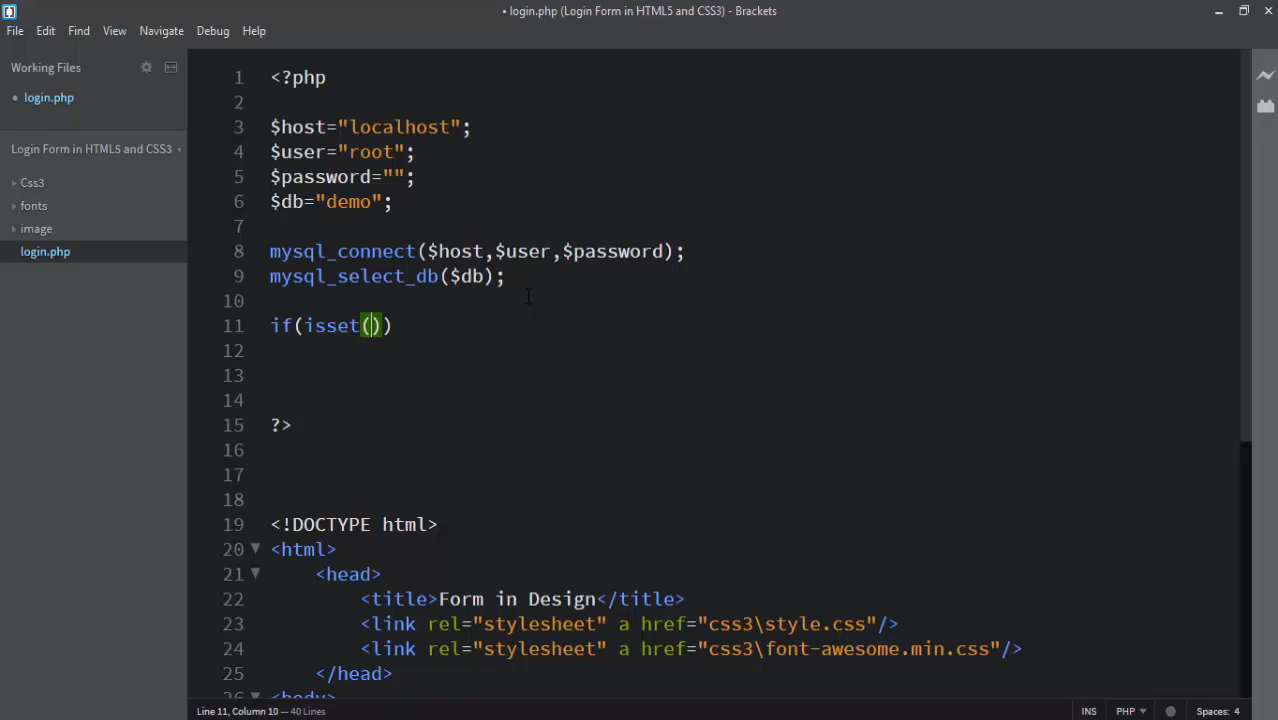 • login.php (Login Form in HTML5 and CSS3) - Brackets
File Edit Find View Navigate Debug Help
Working Files
• login.php
Login Form in HTML5 and CSS3
Css3
fonts
image
login.php
1 <?php
2
3 $host="localhost";
4 $user="root";
5 $password="";
6 $db="demo";
7
8 mysql_connect($host,$user,$password);
9 mysql_select_db($db);
10
11 if(isset())
12
13
14
15 ?>
16
17
18
19 <!DOCTYPE html>
20 <html>
21 <head>
22 <title>Form in Design</title>
23 <link rel="stylesheet" a href="css3\style.css"/>
24 <link rel="stylesheet" a href="css3\font-awesome.min.css"/>
25 </head>
26 <body>
Line 11, Column 10 — 40 Lines
INS PHP Spaces: 4